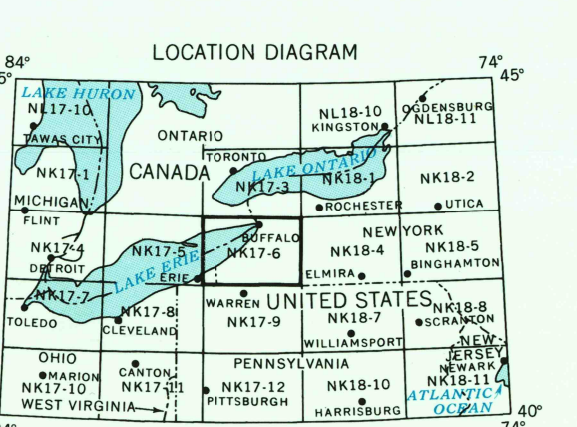 LOCATION DIAGRAM
84° 74°
45°
LAKE HURON
NL17-10
TAWAS CITY
ONTARIO
NL18-10
KINGSTON
OGDENSBURG
NL18-11
NK17-1
CANADA
TORONTO
LAKE ONTARIO
NK17-3
NK18-1
NK18-2
MICHIGAN
FLINT
ROCHESTER
UTICA
NK17-4
DETROIT
NK17-5
LAKE ERIE
ERIE
BUFFALO
NK17-6
NEW YORK
NK18-4
NK18-5
ELMIRA
BINGHAMTON
NK17-7
TOLEDO
NK17-8
CLEVELAND
WARREN
NK17-9
UNITED STATES
NK18-7
WILLIAMSPORT
NK18-8
SCRANTON
OHIO
MARION
NK17-10
CANTON
NK17-11
PENNSYLVANIA
NK17-12
PITTSBURGH
NK18-10
HARRISBURG
NEW
JERSEY
NEWARK
NK18-11
WEST VIRGINIA
ATLANTIC
OCEAN
40°
74°